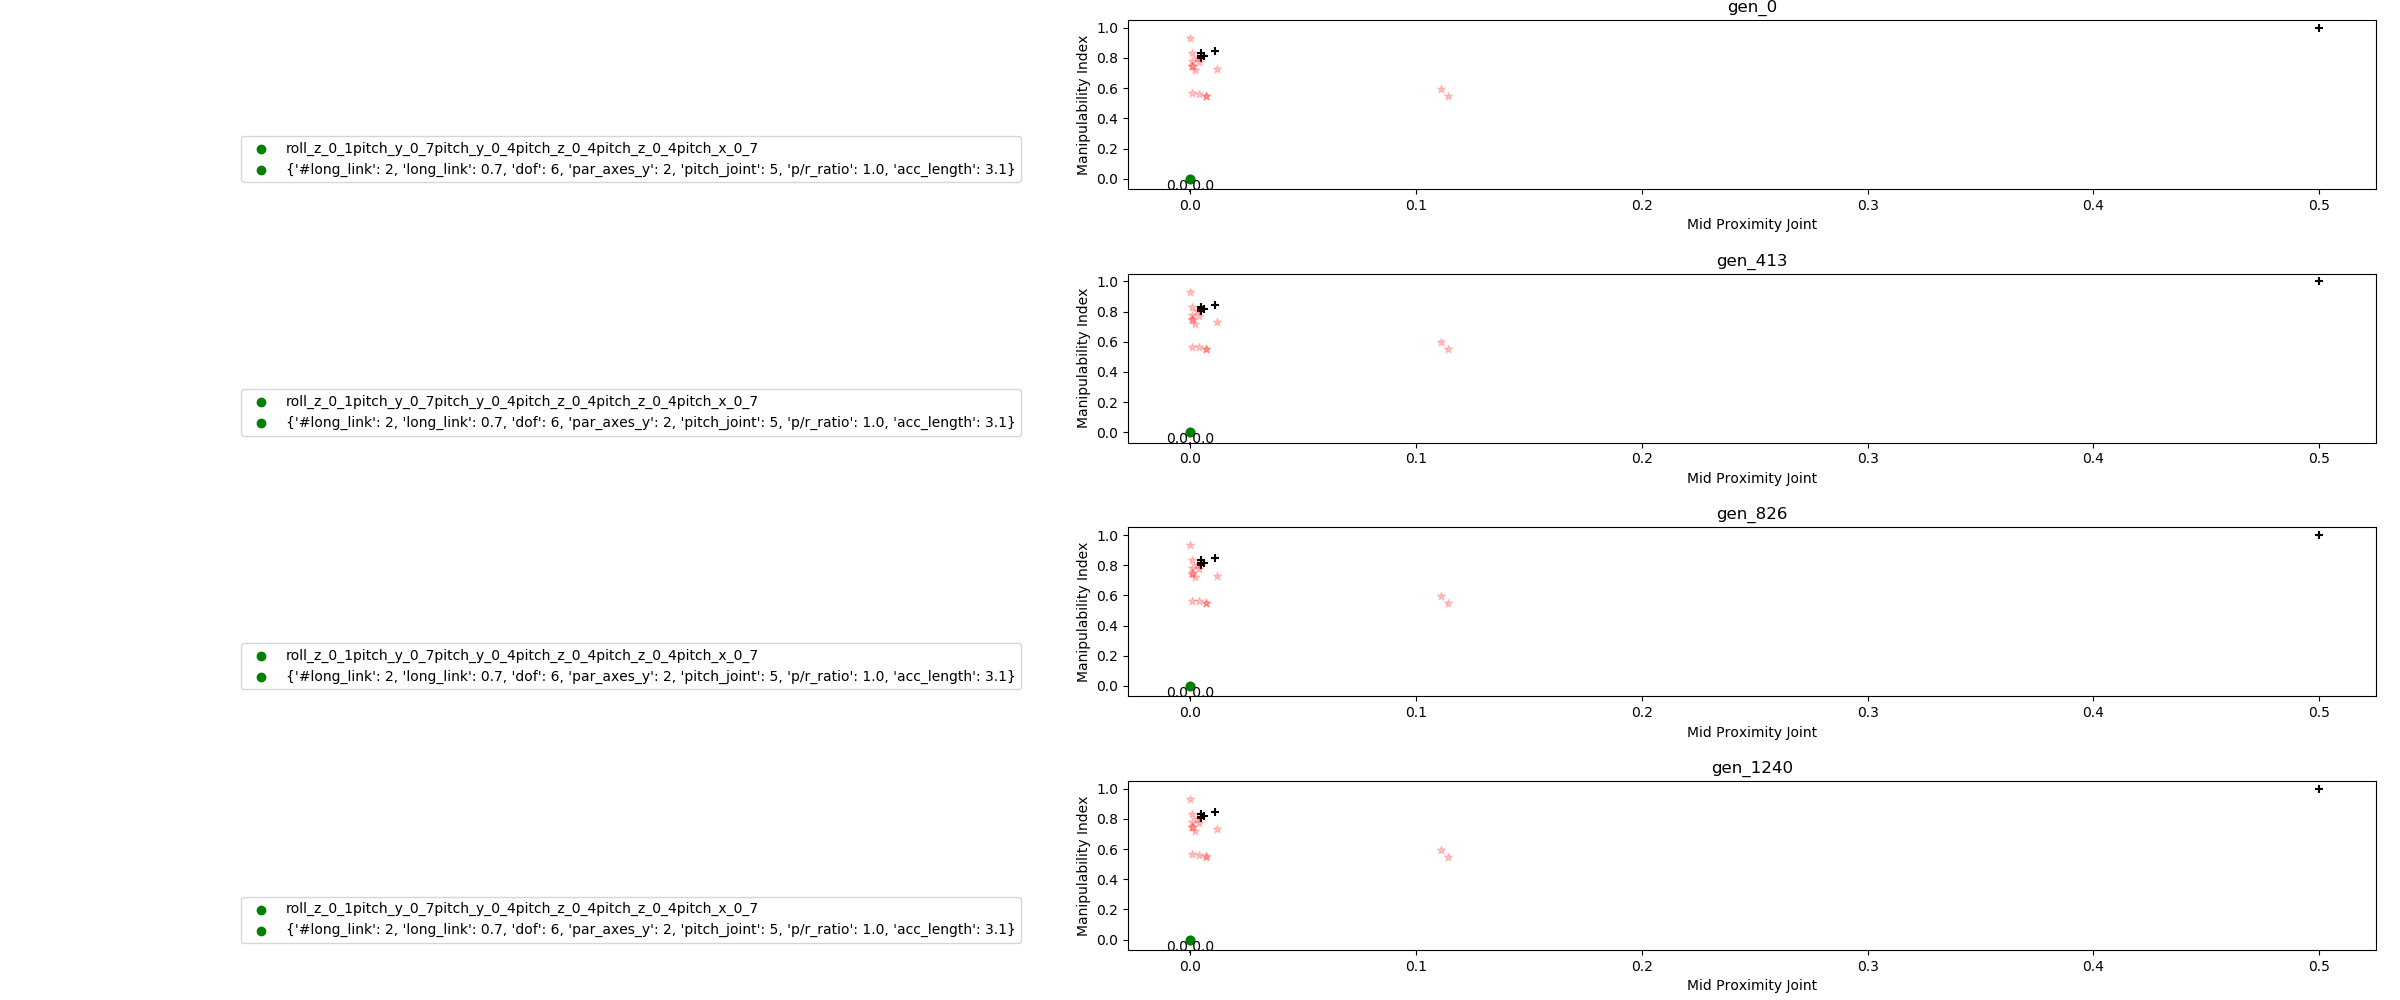 gen_0
1.0
0.8
0.6
0.4
0.2
0.0
Manipulability Index
roll_z_0_1pitch_y_0_7pitch_y_0_4pitch_z_0_4pitch_z_0_4pitch_x_0_7
{'#long_link': 2, 'long_link': 0.7, 'dof': 6, 'par_axes_y': 2, 'pitch_joint': 5, 'p/r_ratio': 1.0, 'acc_length': 3.1}
0.0,0.0
0.0 0.1 0.2 0.3 0.4 0.5
Mid Proximity Joint
gen_413
1.0
0.8
0.6
0.4
0.2
0.0
Manipulability Index
roll_z_0_1pitch_y_0_7pitch_y_0_4pitch_z_0_4pitch_z_0_4pitch_x_0_7
{'#long_link': 2, 'long_link': 0.7, 'dof': 6, 'par_axes_y': 2, 'pitch_joint': 5, 'p/r_ratio': 1.0, 'acc_length': 3.1}
0.0,0.0
0.0 0.1 0.2 0.3 0.4 0.5
Mid Proximity Joint
gen_826
1.0
0.8
0.6
0.4
0.2
0.0
Manipulability Index
roll_z_0_1pitch_y_0_7pitch_y_0_4pitch_z_0_4pitch_z_0_4pitch_x_0_7
{'#long_link': 2, 'long_link': 0.7, 'dof': 6, 'par_axes_y': 2, 'pitch_joint': 5, 'p/r_ratio': 1.0, 'acc_length': 3.1}
0.0,0.0
0.0 0.1 0.2 0.3 0.4 0.5
Mid Proximity Joint
gen_1240
1.0
0.8
0.6
0.4
0.2
0.0
Manipulability Index
roll_z_0_1pitch_y_0_7pitch_y_0_4pitch_z_0_4pitch_z_0_4pitch_x_0_7
{'#long_link': 2, 'long_link': 0.7, 'dof': 6, 'par_axes_y': 2, 'pitch_joint': 5, 'p/r_ratio': 1.0, 'acc_length': 3.1}
0.0,0.0
0.0 0.1 0.2 0.3 0.4 0.5
Mid Proximity Joint